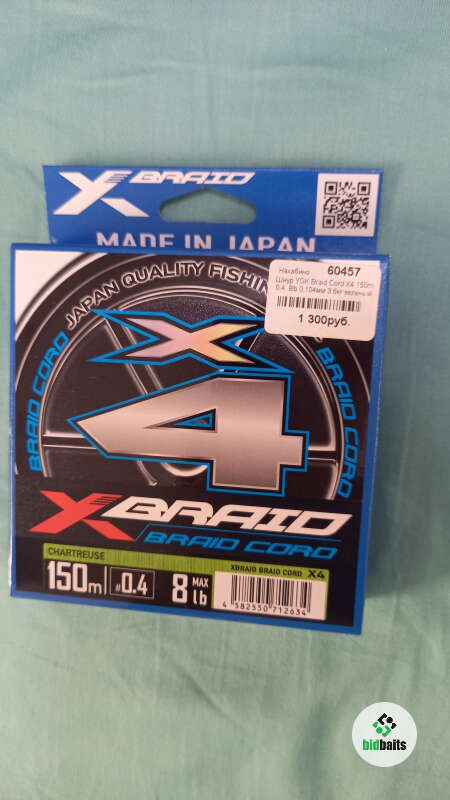 X BRAID
MADE IN JAPAN
JAPAN QUALITY FISHIN
Нахабино 60457
Шнур YGK Braid Cord X4 150m
0.4 8lb 0,104мм 3.6кг зеленый
1 300руб.
X
4
BRAID CORD
BRAID CORD
XBRAID
BRAID CORD
CHARTREUSE
150m
#0.4
8 MAX lb
XBRAID BRAID CORD X4
4 582550 712634
bidbaits